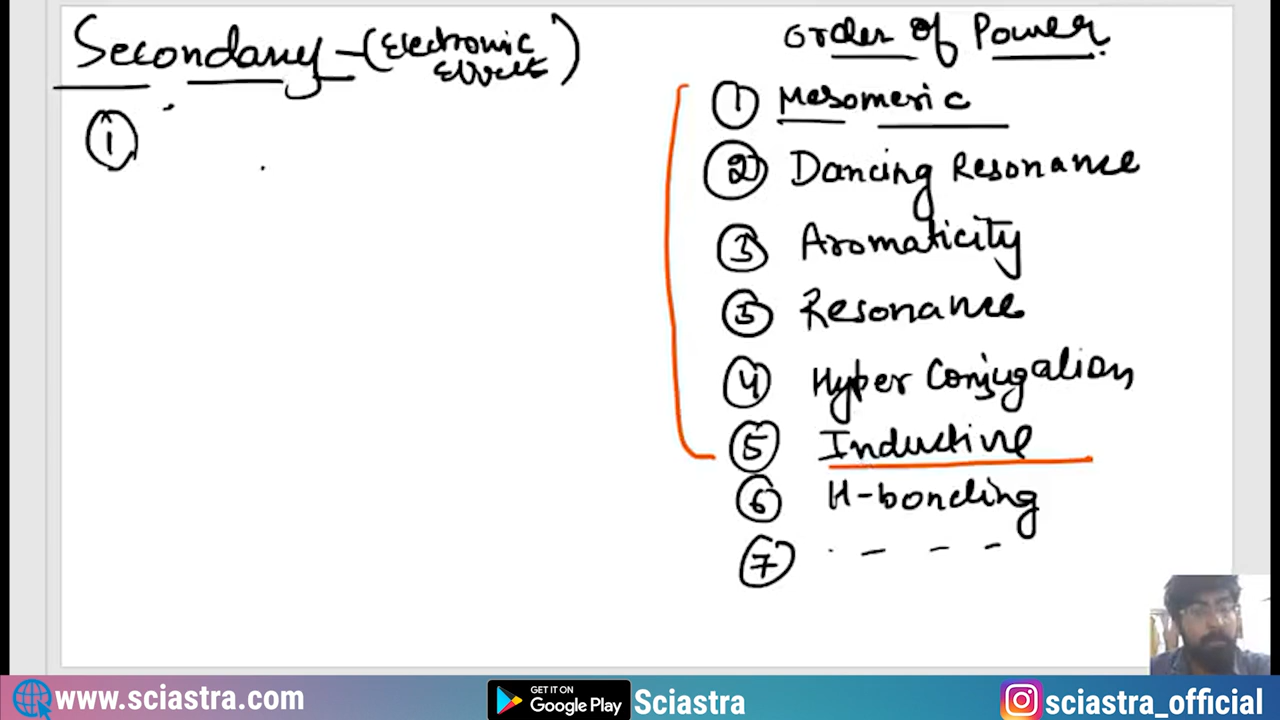 Secondary - (Electronic
Effect)
①
Order of Power
① Mesomeric
② Dancing Resonance
③ Aromaticity
③ Resonance
④ Hyper Conjugation
⑤ Inductive
⑥ H-bonding
⑦ - - - -
www.sciastra.com
GET IT ON
Google Play
Sciastra
sciastra_official